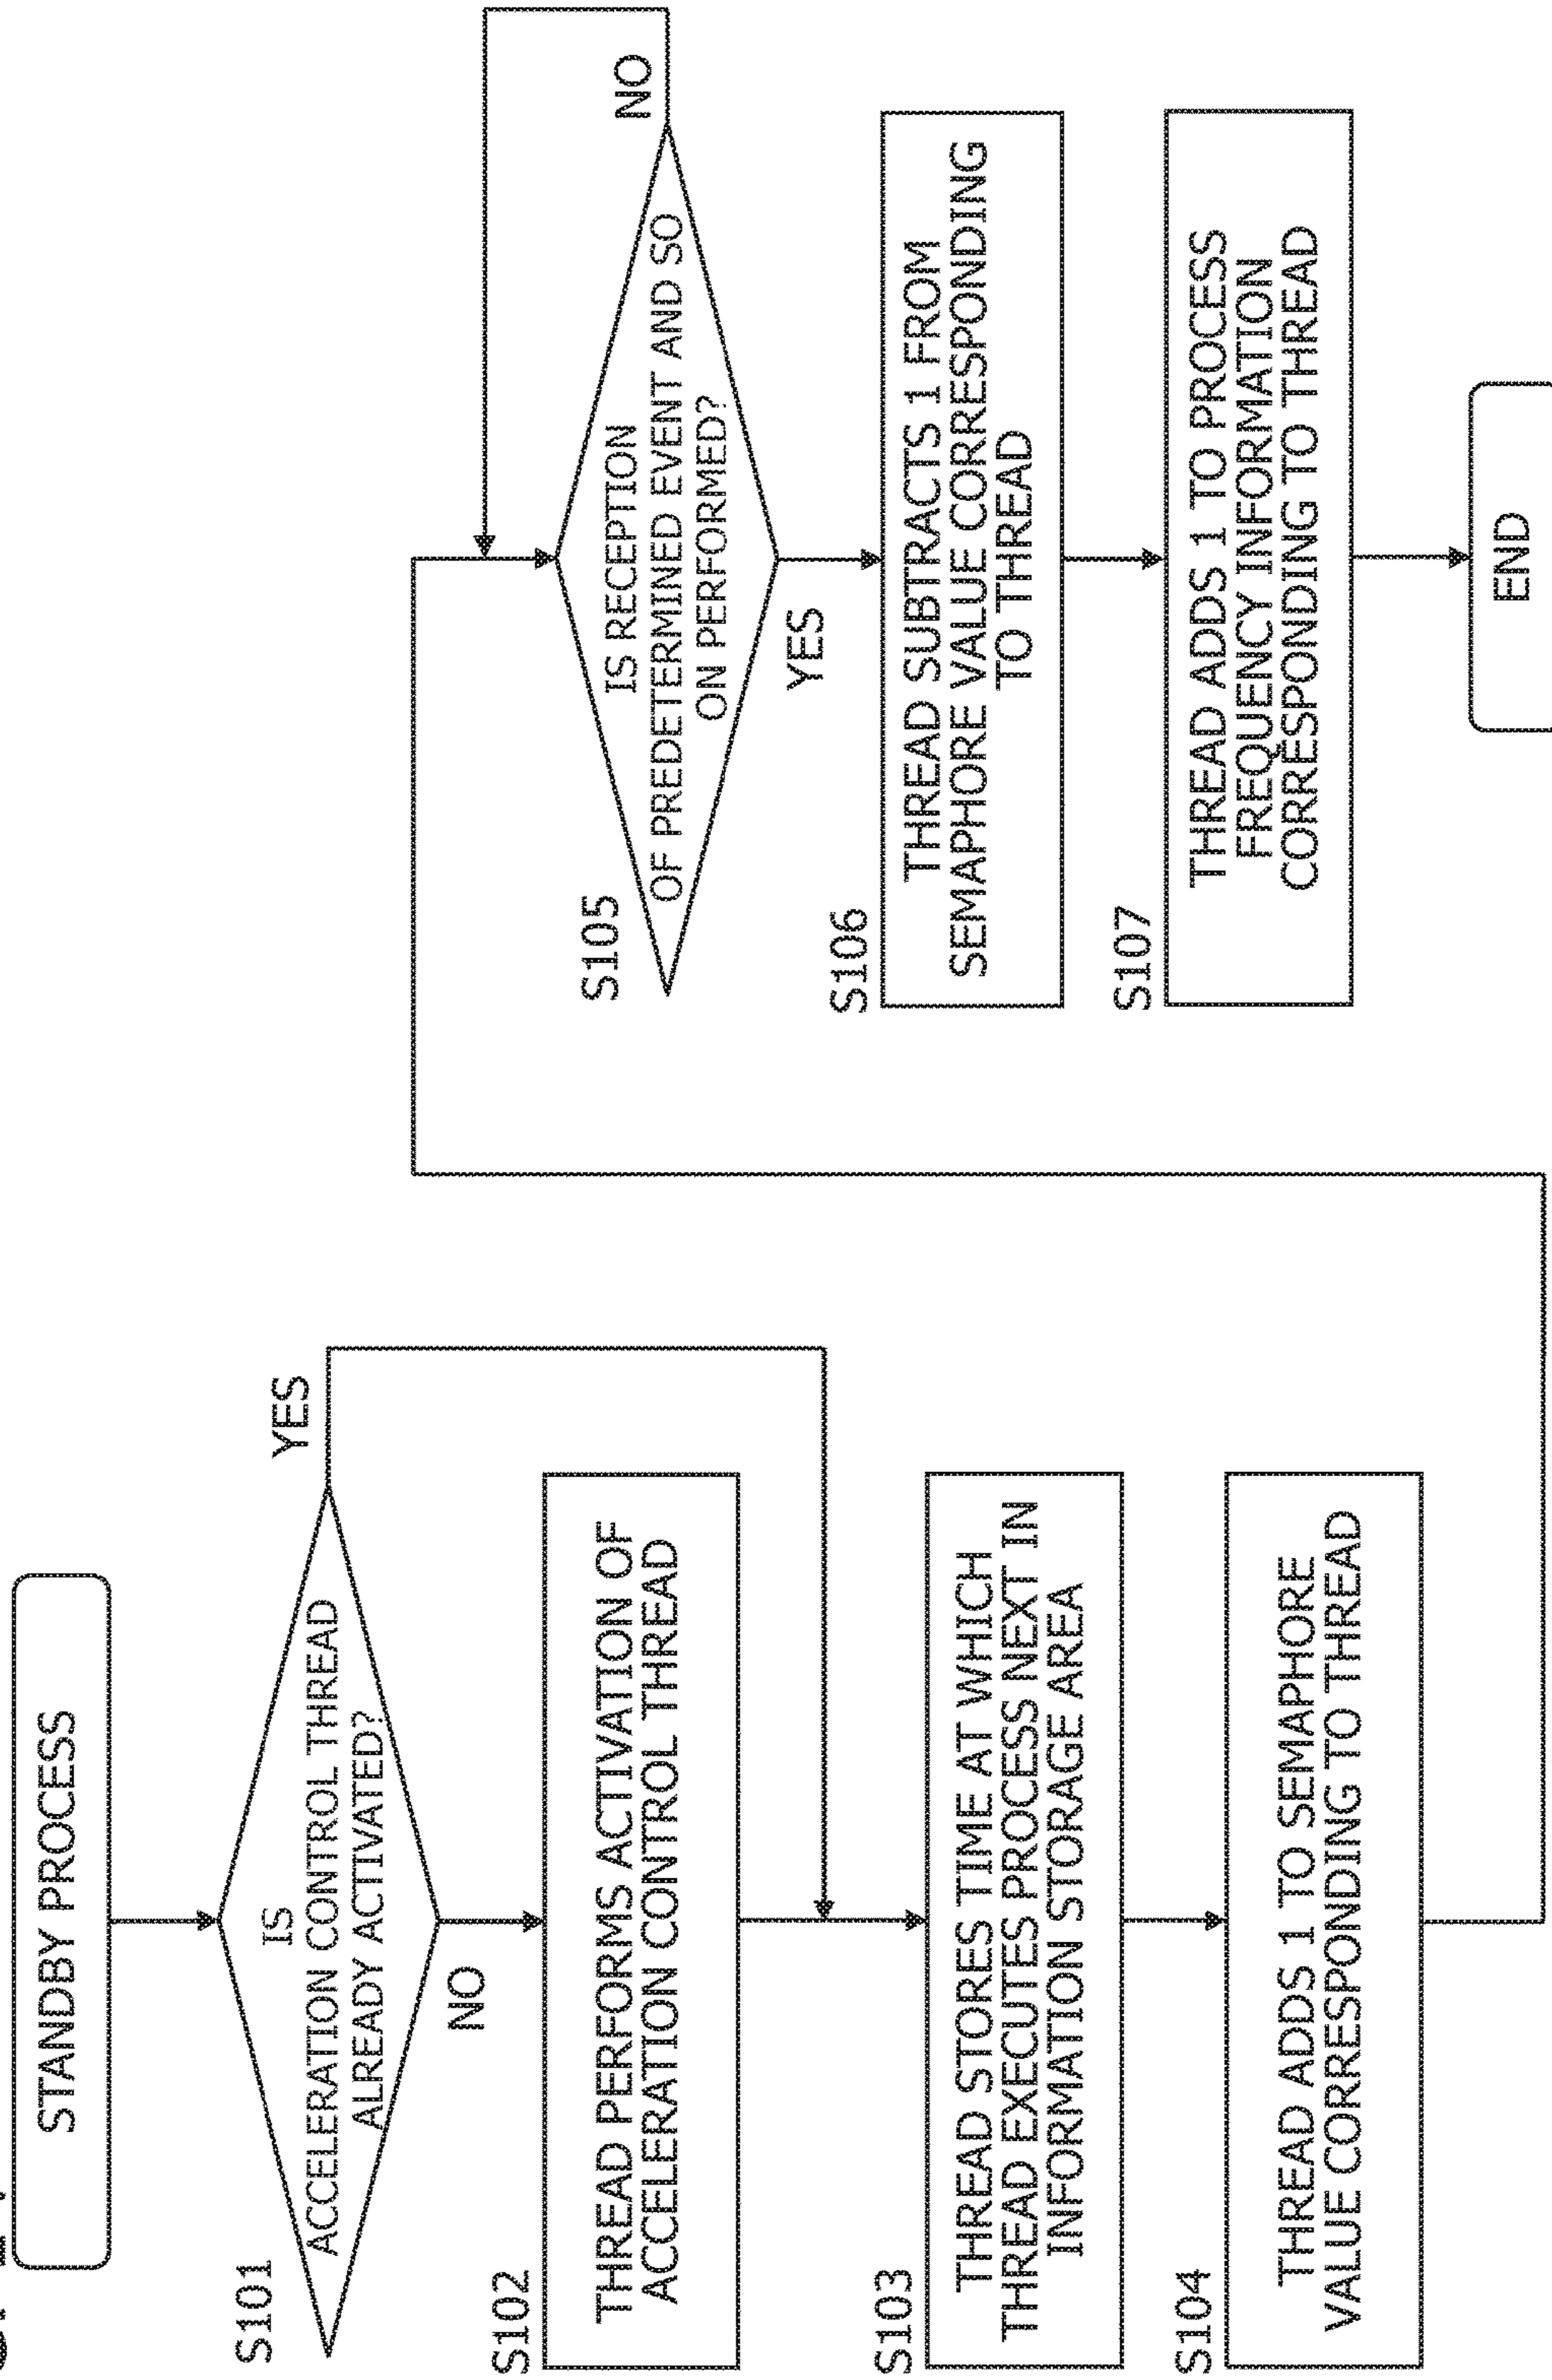 STANDBY PROCESS
S101
IS
ACCELERATION CONTROL THREAD
ALREADY ACTIVATED?
YES
NO
S102
THREAD PERFORMS ACTIVATION OF
ACCELERATION CONTROL THREAD
S103
THREAD STORES TIME AT WHICH
THREAD EXECUTES PROCESS NEXT IN
INFORMATION STORAGE AREA
S104
THREAD ADDS 1 TO SEMAPHORE
VALUE CORRESPONDING TO THREAD
S105
IS RECEPTION
OF PREDETERMINED EVENT AND SO
ON PERFORMED?
NO
YES
S106
THREAD SUBTRACTS 1 FROM
SEMAPHORE VALUE CORRESPONDING
TO THREAD
S107
THREAD ADDS 1 TO PROCESS
FREQUENCY INFORMATION
CORRESPONDING TO THREAD
END